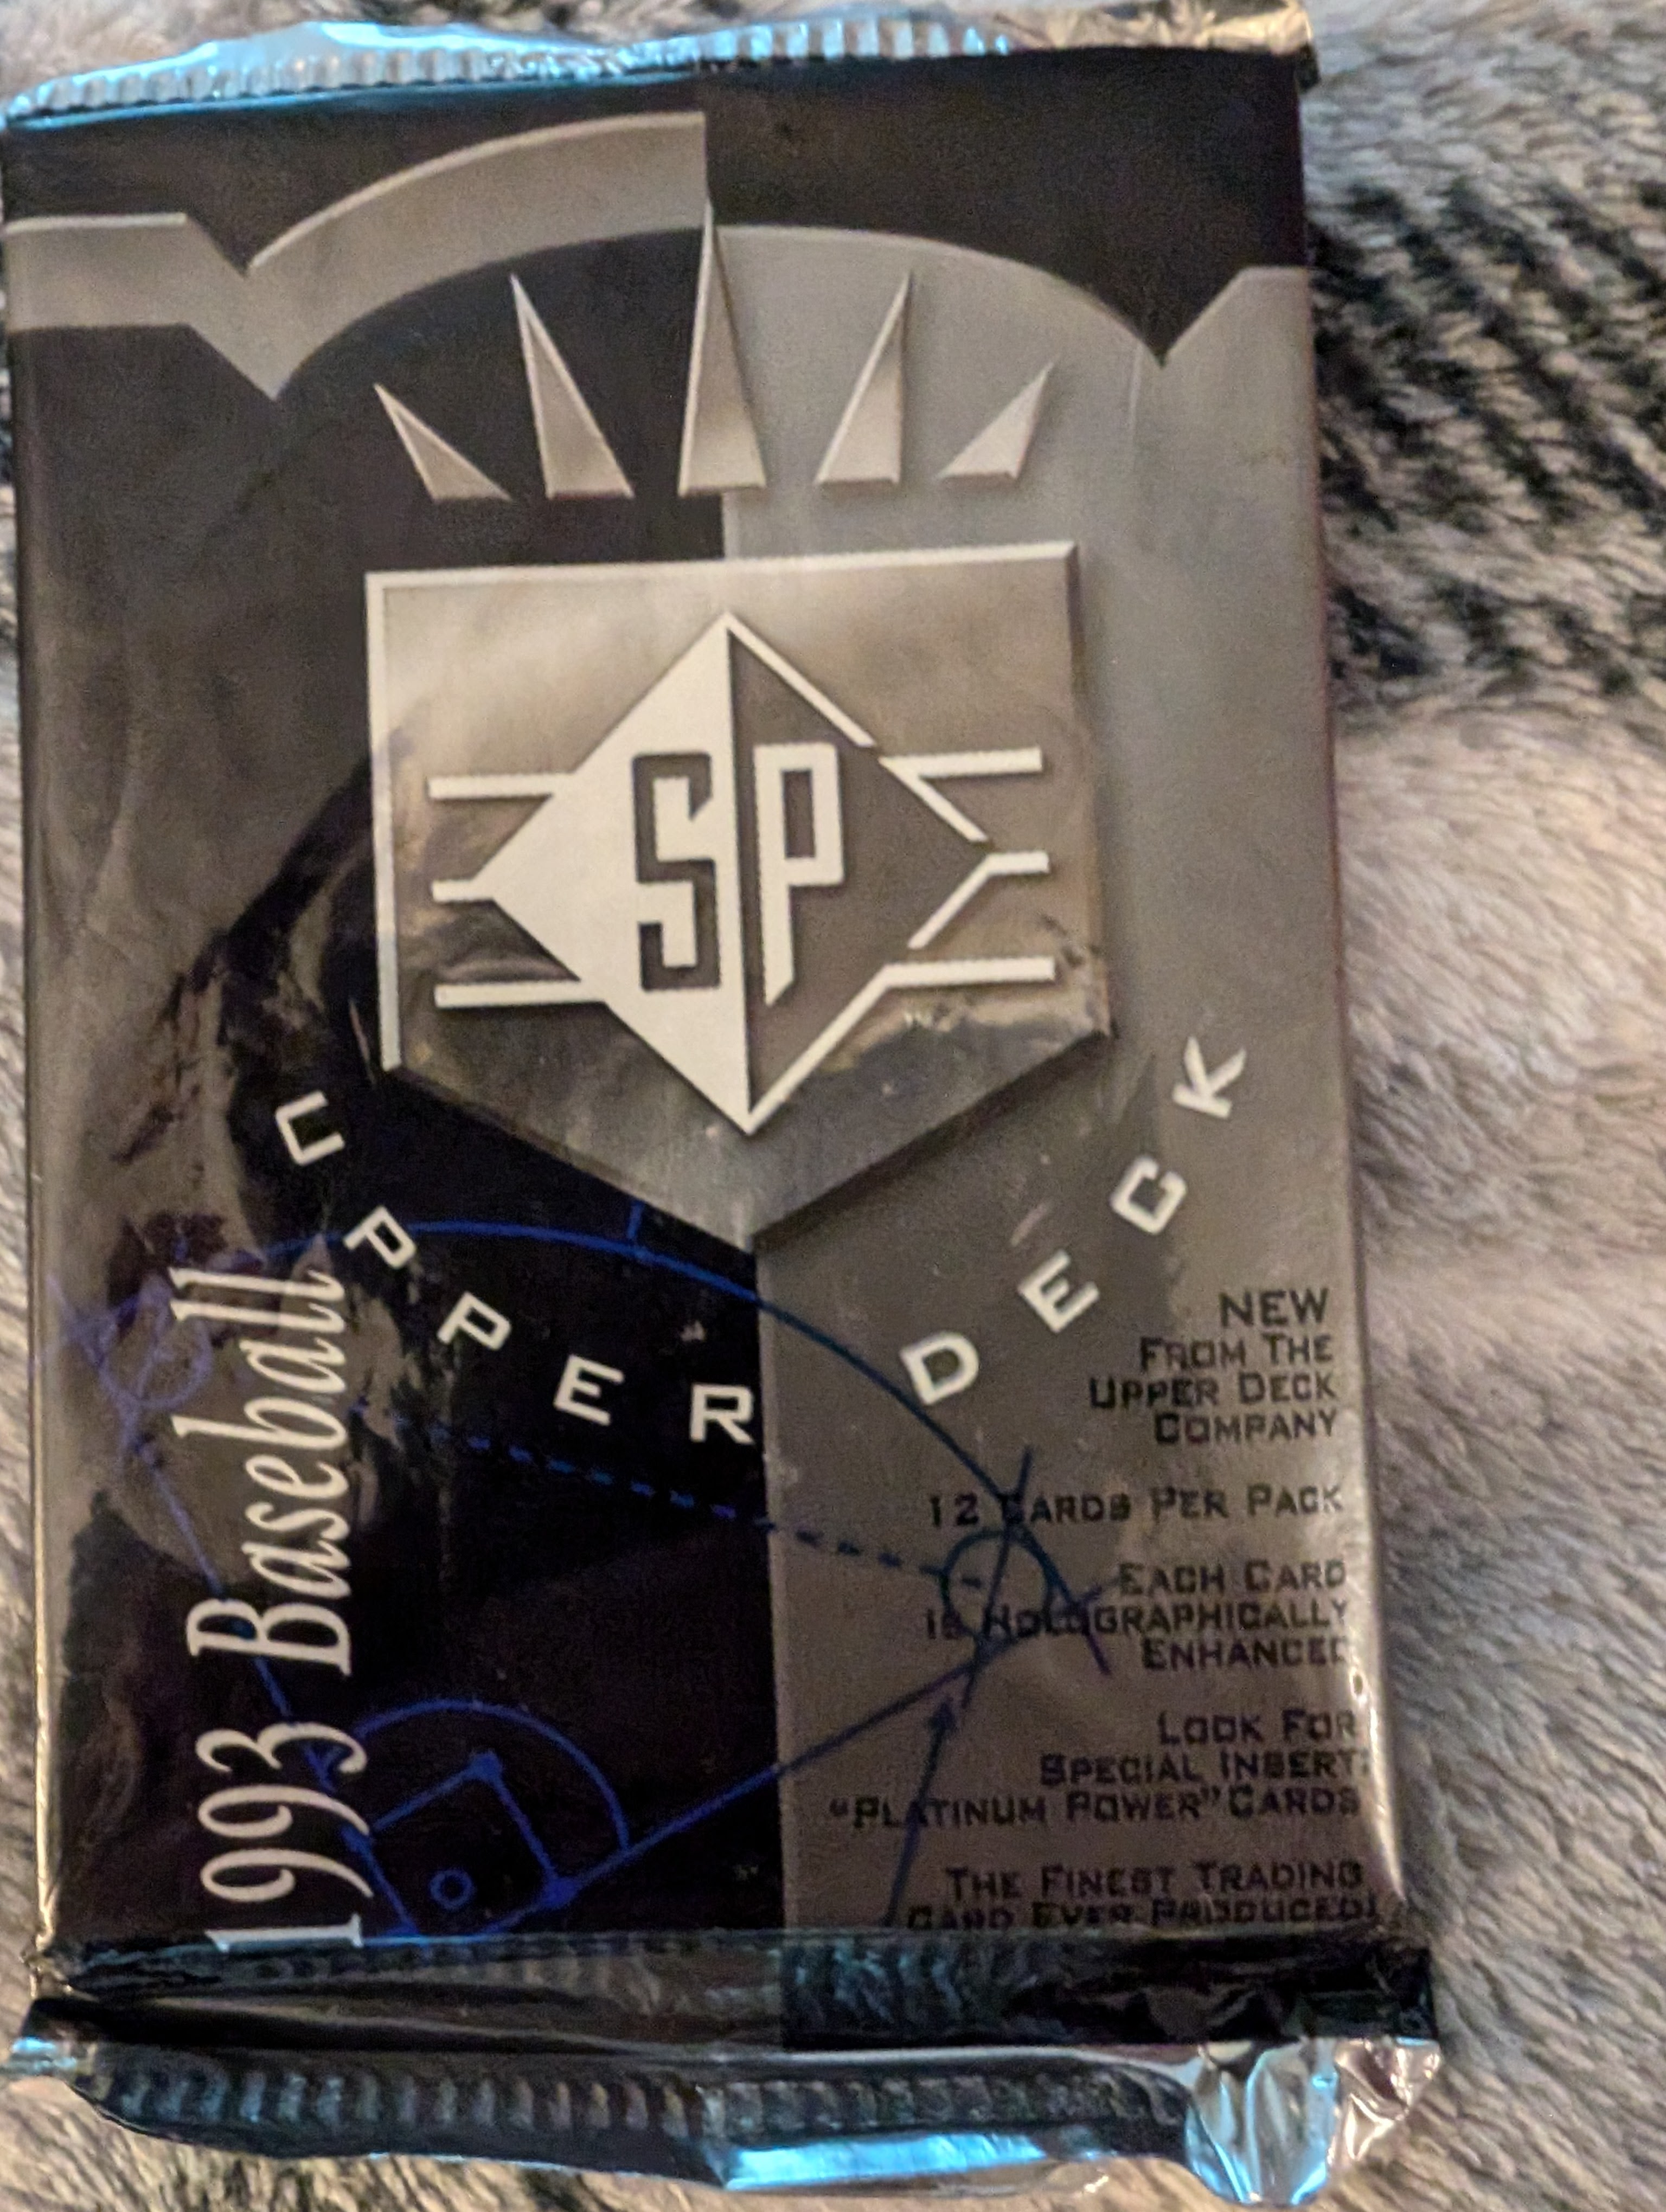 SP
UPPER DECK
1993 Baseball
NEW
FROM THE
UPPER DECK
COMPANY
12 CARDS PER PACK
EACH CARD
IS HOLOGRAPHICALLY
ENHANCED
LOOK FOR
SPECIAL INSERT
"PLATINUM POWER" CARDS
THE FINEST TRADING
CARD EVER PRODUCED!